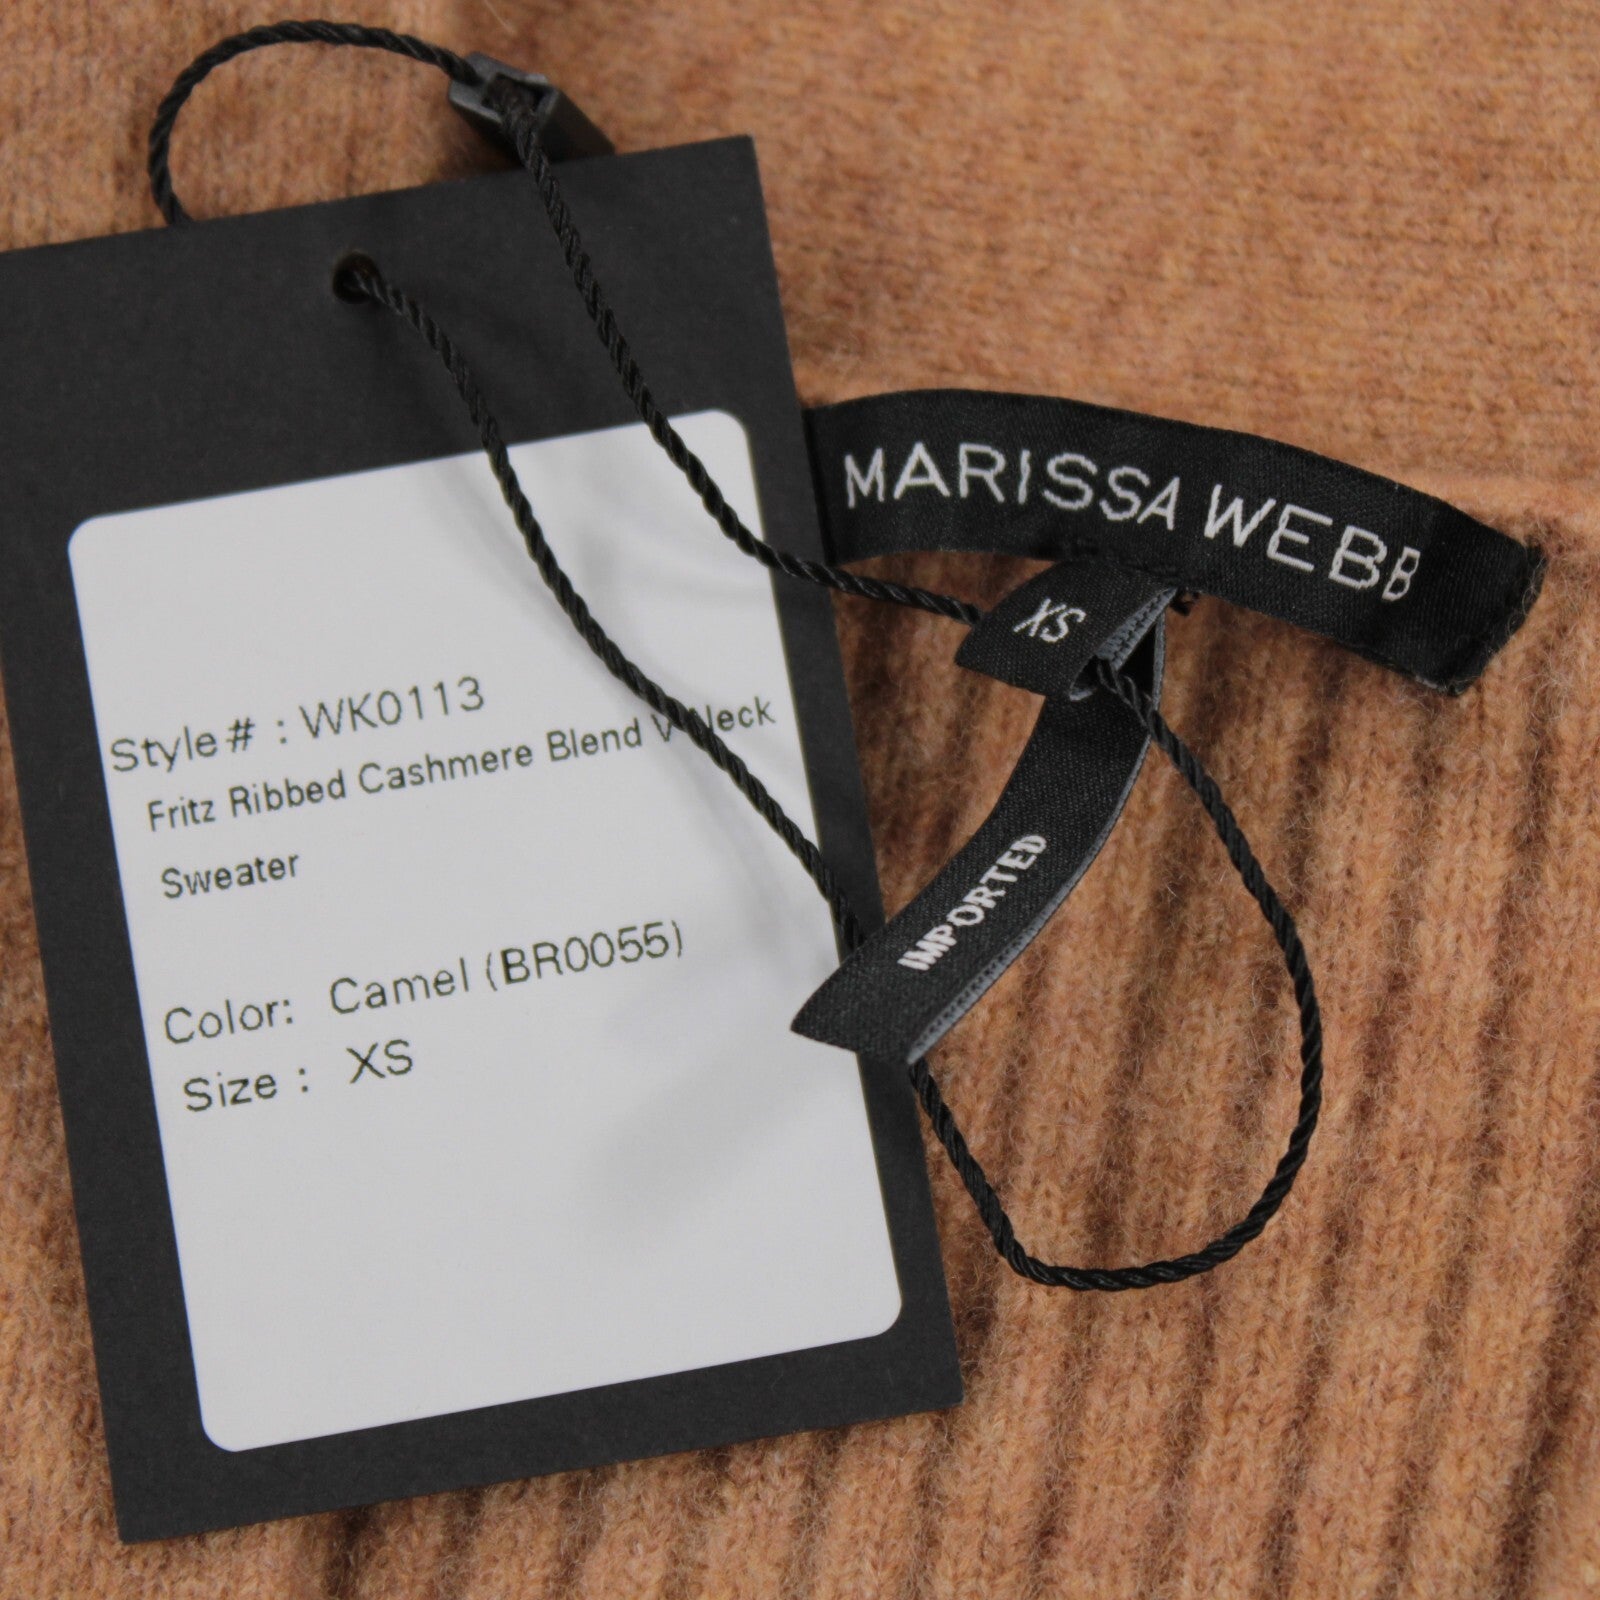 MARISSA WEBB
XS
IMPORTED
Style# : WK0113
Fritz Ribbed Cashmere Blend V-Neck
Sweater
Color: Camel (BR0055)
Size : XS